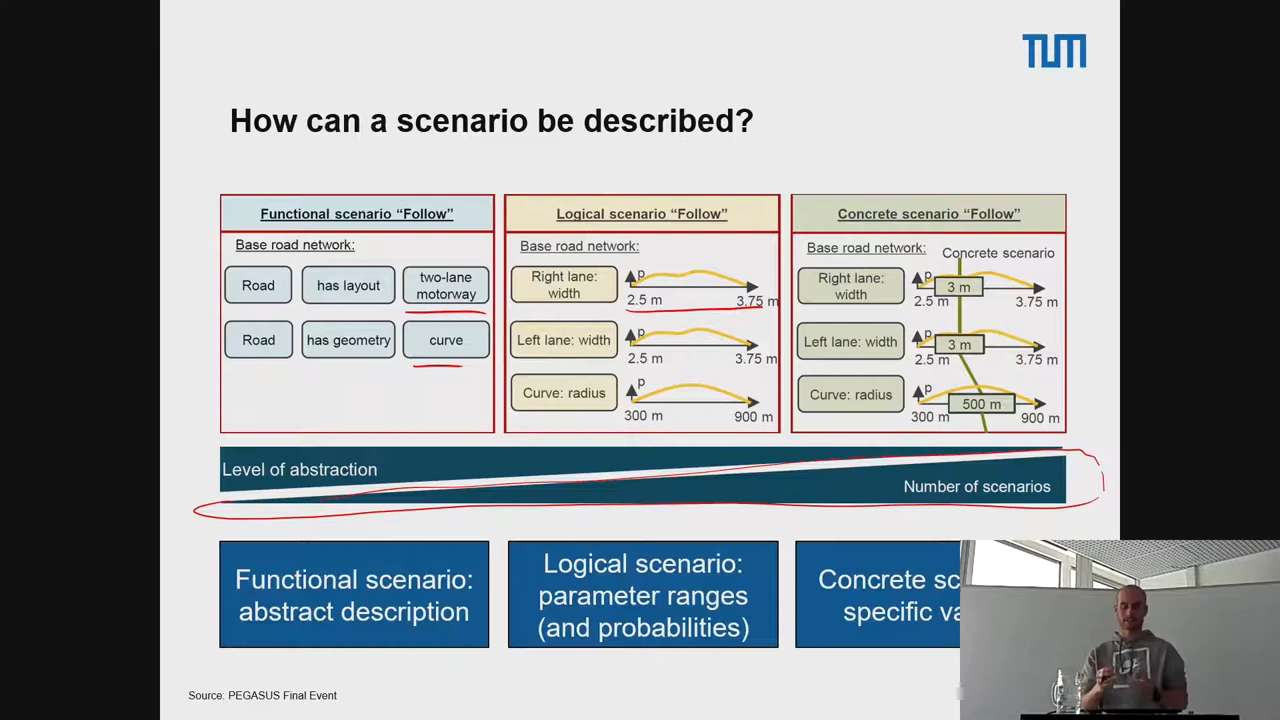 TUM
How can a scenario be described?
Functional scenario “Follow”
Base road network:
Road
has layout
two-lane
motorway
Road
has geometry
curve
Logical scenario “Follow”
Base road network:
Right lane:
width
p
2.5 m
3.75 m
Left lane: width
p
2.5 m
3.75 m
Curve: radius
p
300 m
900 m
Concrete scenario “Follow”
Base road network:
Concrete scenario
Right lane:
width
p
3 m
2.5 m
3.75 m
Left lane: width
p
3 m
2.5 m
3.75 m
Curve: radius
p
500 m
300 m
900 m
Level of abstraction
Number of scenarios
Functional scenario:
abstract description
Logical scenario:
parameter ranges
(and probabilities)
Concrete sc
specific va
Source: PEGASUS Final Event